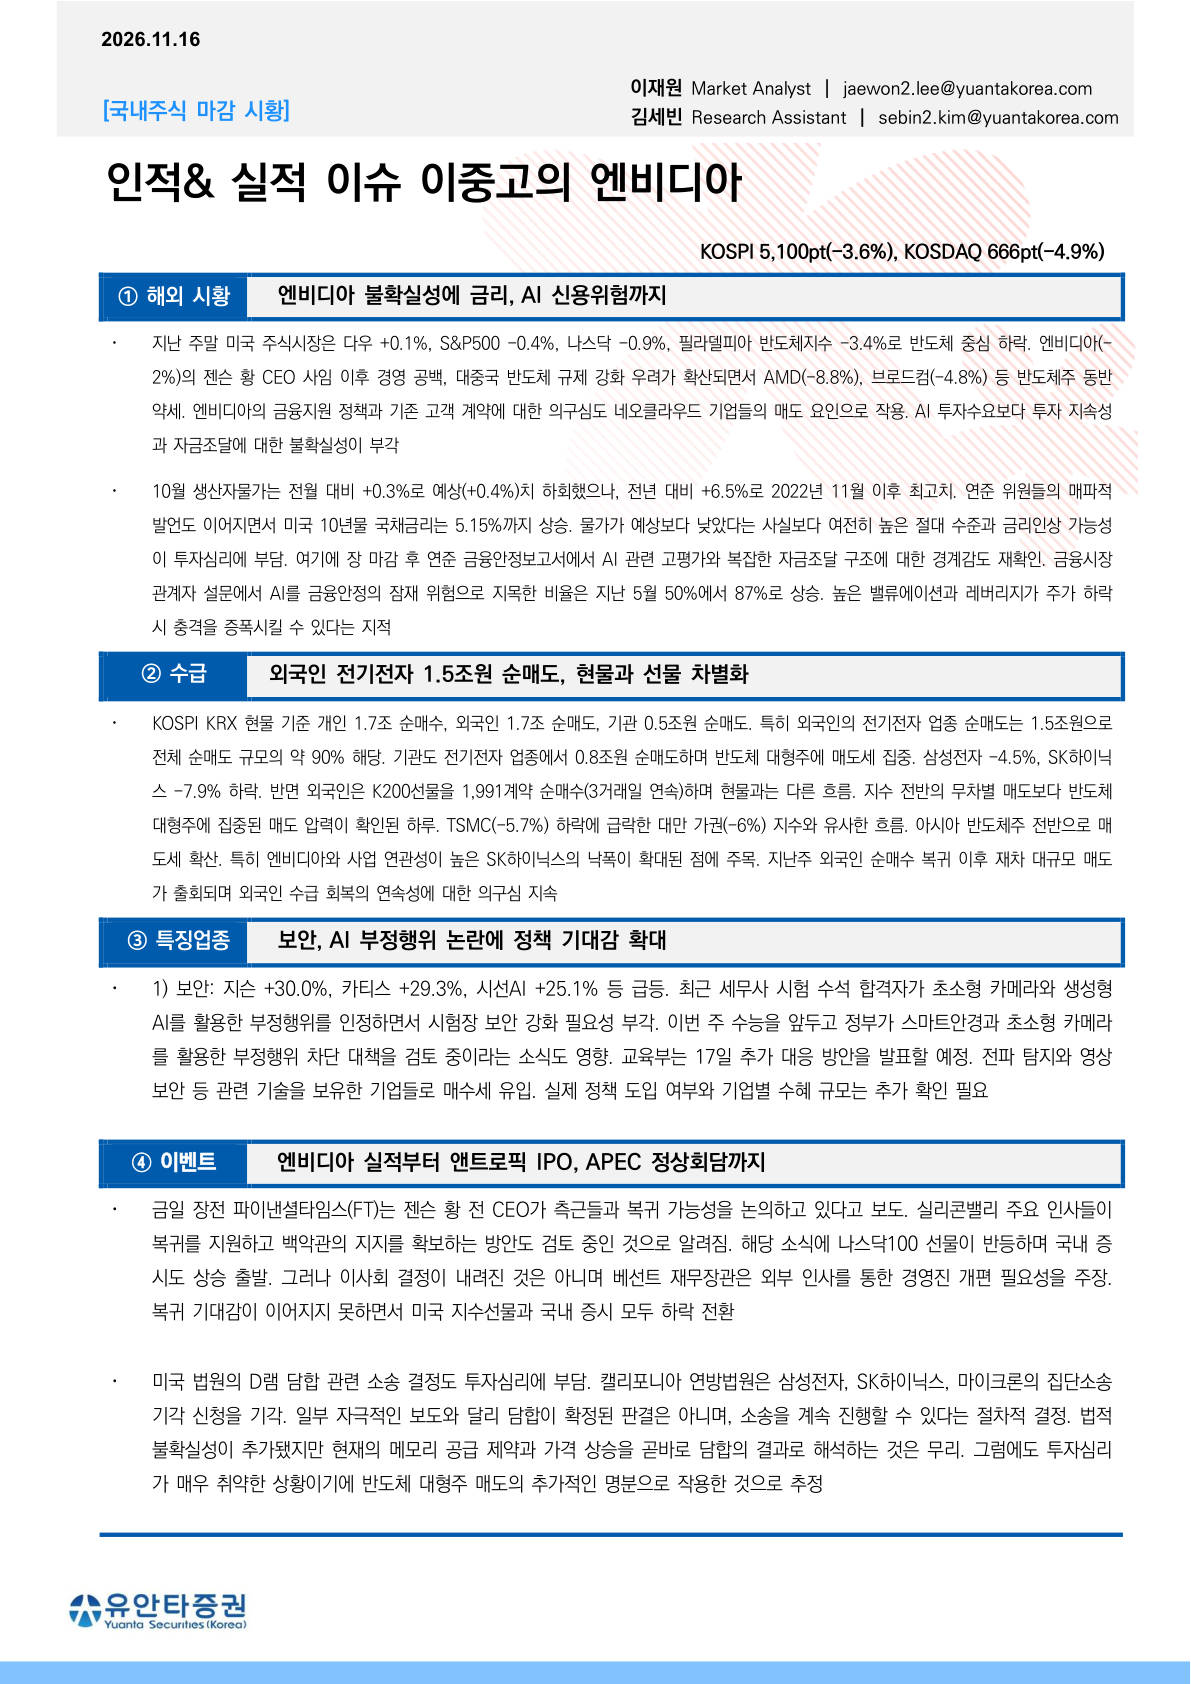 2026.11.16
이재원 Market Analyst | jaewon2.lee@yuantakorea.com
[국내주식 마감 시황]
김세빈 Research Assistant | sebin2.kim@yuantakorea.com
인적& 실적 이슈 이중고의 엔비디아
KOSPI 5,100pt(-3.6%), KOSDAQ 666pt(-4.9%)
① 해외 시황 엔비디아 불확실성에 금리, AI 신용위험까지
· 지난 주말 미국 주식시장은 다우 +0.1%, S&P500 -0.4%, 나스닥 -0.9%, 필라델피아 반도체지수 -3.4%로 반도체 중심 하락. 엔비디아(-
2%)의 젠슨 황 CEO 사임 이후 경영 공백, 대중국 반도체 규제 강화 우려가 확산되면서 AMD(-8.8%), 브로드컴(-4.8%) 등 반도체주 동반
약세. 엔비디아의 금융지원 정책과 기존 고객 계약에 대한 의구심도 네오클라우드 기업들의 매도 요인으로 작용. AI 투자수요보다 투자 지속성
과 자금조달에 대한 불확실성이 부각
· 10월 생산자물가는 전월 대비 +0.3%로 예상(+0.4%)치 하회했으나, 전년 대비 +6.5%로 2022년 11월 이후 최고치. 연준 위원들의 매파적
발언도 이어지면서 미국 10년물 국채금리는 5.15%까지 상승. 물가가 예상보다 낮았다는 사실보다 여전히 높은 절대 수준과 금리인상 가능성
이 투자심리에 부담. 여기에 장 마감 후 연준 금융안정보고서에서 AI 관련 고평가와 복잡한 자금조달 구조에 대한 경계감도 재확인. 금융시장
관계자 설문에서 AI를 금융안정의 잠재 위험으로 지목한 비율은 지난 5월 50%에서 87%로 상승. 높은 밸류에이션과 레버리지가 주가 하락
시 충격을 증폭시킬 수 있다는 지적
② 수급 외국인 전기전자 1.5조원 순매도, 현물과 선물 차별화
· KOSPI KRX 현물 기준 개인 1.7조 순매수, 외국인 1.7조 순매도, 기관 0.5조원 순매도. 특히 외국인의 전기전자 업종 순매도는 1.5조원으로
전체 순매도 규모의 약 90% 해당. 기관도 전기전자 업종에서 0.8조원 순매도하며 반도체 대형주에 매도세 집중. 삼성전자 -4.5%, SK하이닉
스 -7.9% 하락. 반면 외국인은 K200선물을 1,991계약 순매수(3거래일 연속)하며 현물과는 다른 흐름. 지수 전반의 무차별 매도보다 반도체
대형주에 집중된 매도 압력이 확인된 하루. TSMC(-5.7%) 하락에 급락한 대만 가권(-6%) 지수와 유사한 흐름. 아시아 반도체주 전반으로 매
도세 확산. 특히 엔비디아와 사업 연관성이 높은 SK하이닉스의 낙폭이 확대된 점에 주목. 지난주 외국인 순매수 복귀 이후 재차 대규모 매도
가 출회되며 외국인 수급 회복의 연속성에 대한 의구심 지속
③ 특징업종 보안, AI 부정행위 논란에 정책 기대감 확대
· 1) 보안: 지슨 +30.0%, 카티스 +29.3%, 시선AI +25.1% 등 급등. 최근 세무사 시험 수석 합격자가 초소형 카메라와 생성형
AI를 활용한 부정행위를 인정하면서 시험장 보안 강화 필요성 부각. 이번 주 수능을 앞두고 정부가 스마트안경과 초소형 카메라
를 활용한 부정행위 차단 대책을 검토 중이라는 소식도 영향. 교육부는 17일 추가 대응 방안을 발표할 예정. 전파 탐지와 영상
보안 등 관련 기술을 보유한 기업들로 매수세 유입. 실제 정책 도입 여부와 기업별 수혜 규모는 추가 확인 필요
④ 이벤트 엔비디아 실적부터 앤트로픽 IPO, APEC 정상회담까지
· 금일 장전 파이낸셜타임스(FT)는 젠슨 황 전 CEO가 측근들과 복귀 가능성을 논의하고 있다고 보도. 실리콘밸리 주요 인사들이
복귀를 지원하고 백악관의 지지를 확보하는 방안도 검토 중인 것으로 알려짐. 해당 소식에 나스닥100 선물이 반등하며 국내 증
시도 상승 출발. 그러나 이사회 결정이 내려진 것은 아니며 베선트 재무장관은 외부 인사를 통한 경영진 개편 필요성을 주장.
복귀 기대감이 이어지지 못하면서 미국 지수선물과 국내 증시 모두 하락 전환
· 미국 법원의 D램 담합 관련 소송 결정도 투자심리에 부담. 캘리포니아 연방법원은 삼성전자, SK하이닉스, 마이크론의 집단소송
기각 신청을 기각. 일부 자극적인 보도와 달리 담합이 확정된 판결은 아니며, 소송을 계속 진행할 수 있다는 절차적 결정. 법적
불확실성이 추가됐지만 현재의 메모리 공급 제약과 가격 상승을 곧바로 담합의 결과로 해석하는 것은 무리. 그럼에도 투자심리
가 매우 취약한 상황이기에 반도체 대형주 매도의 추가적인 명분으로 작용한 것으로 추정
유안타증권
Yuanta Securities (Korea)